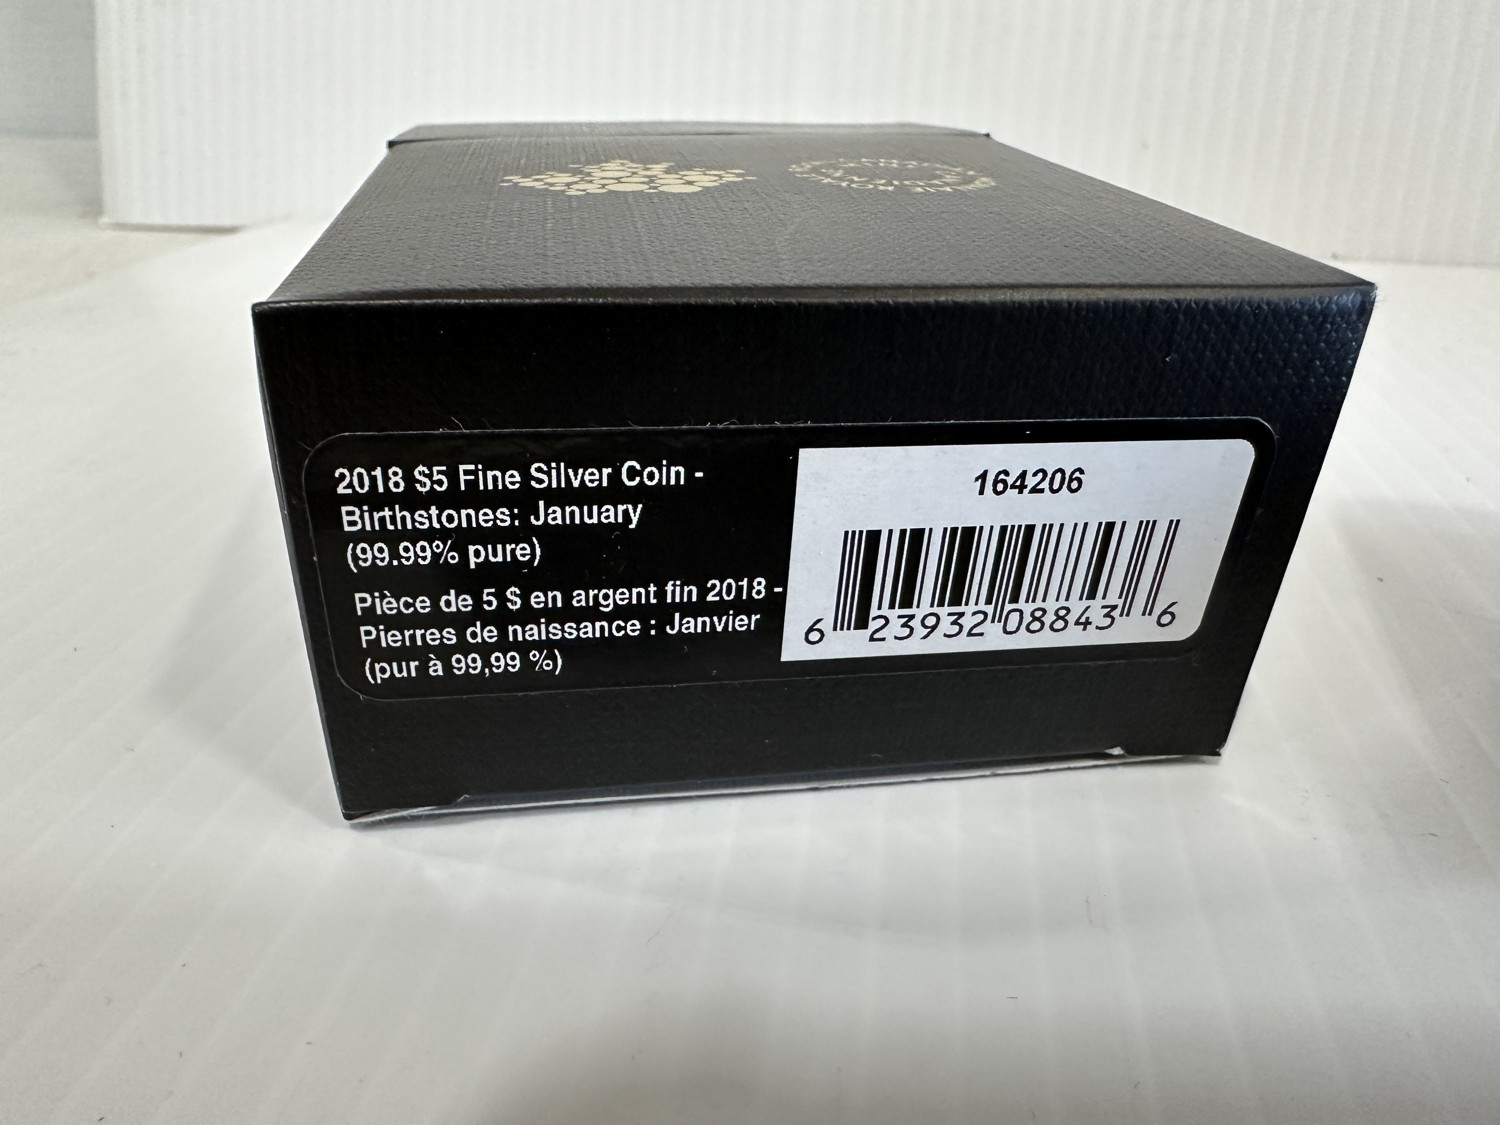 2018 $5 Fine Silver Coin -
Birthstones: January
(99.99% pure)
Pièce de 5 $ en argent fin 2018 -
Pierres de naissance : Janvier
(pur à 99,99 %)
164206
6 23932 08843 6